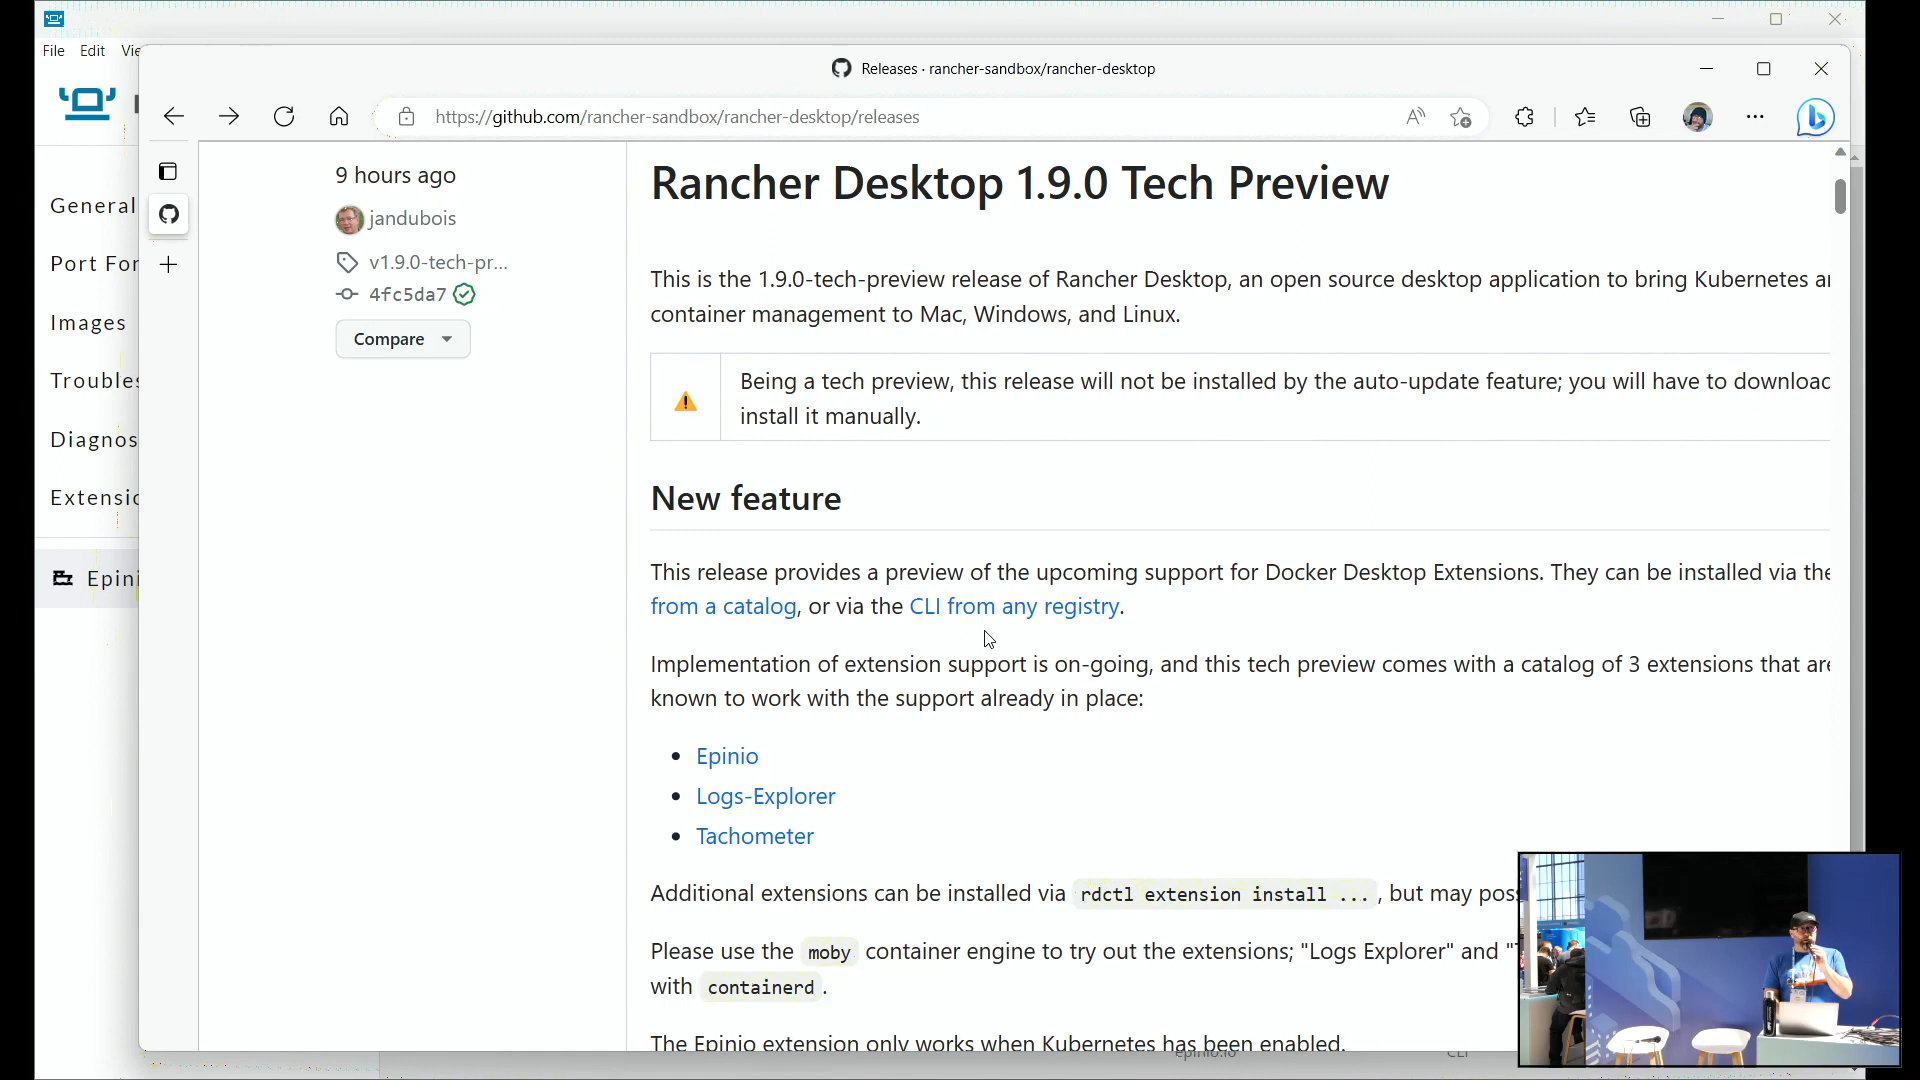 File Edit Vie
Releases · rancher-sandbox/rancher-desktop
https://github.com/rancher-sandbox/rancher-desktop/releases
General
Port For
Images
Troubles
Diagnos
Extensio
Epini
9 hours ago
jandubois
v1.9.0-tech-pr...
4fc5da7
Compare
Rancher Desktop 1.9.0 Tech Preview
This is the 1.9.0-tech-preview release of Rancher Desktop, an open source desktop application to bring Kubernetes ar
container management to Mac, Windows, and Linux.
Being a tech preview, this release will not be installed by the auto-update feature; you will have to download
install it manually.
New feature
This release provides a preview of the upcoming support for Docker Desktop Extensions. They can be installed via the
from a catalog, or via the CLI from any registry.
Implementation of extension support is on-going, and this tech preview comes with a catalog of 3 extensions that are
known to work with the support already in place:
Epinio
Logs-Explorer
Tachometer
Additional extensions can be installed via rdctl extension install ... , but may poss
Please use the moby container engine to try out the extensions; "Logs Explorer" and "T
with containerd .
The Epinio extension only works when Kubernetes has been enabled.
epinio.io CLI